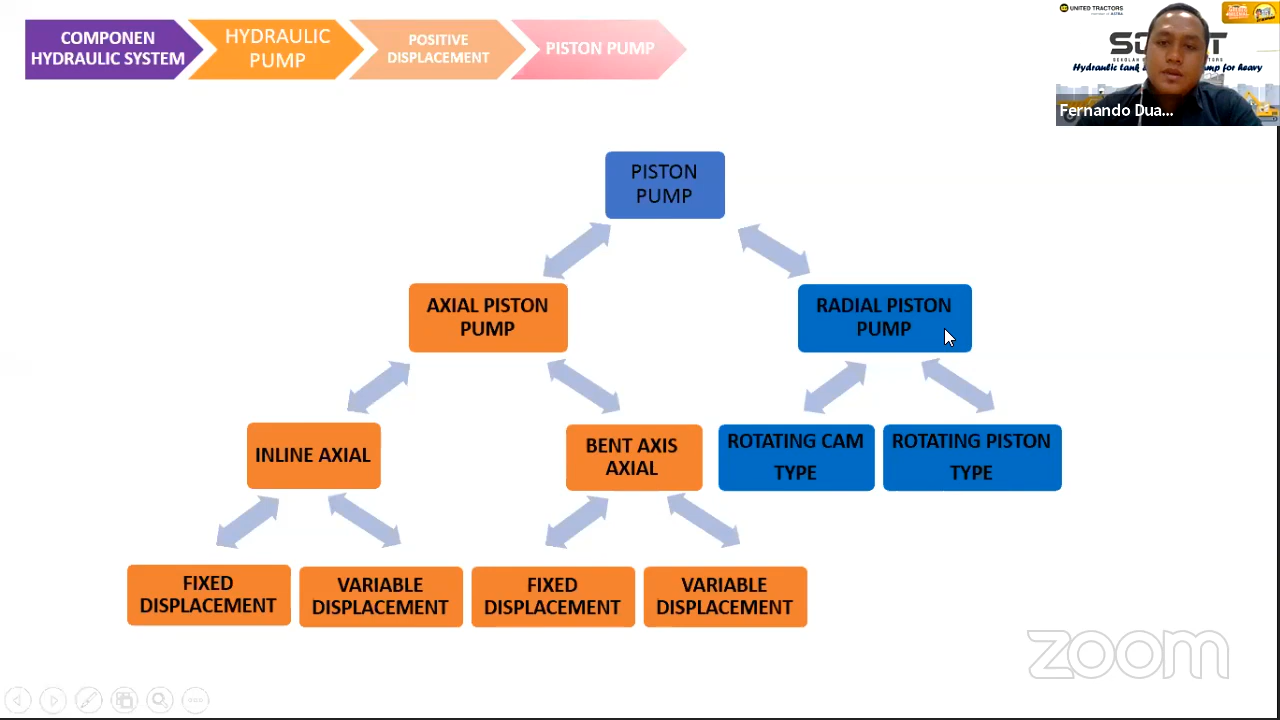 COMPONEN
HYDRAULIC SYSTEM
HYDRAULIC
PUMP
POSITIVE
DISPLACEMENT
PISTON PUMP
UNITED TRACTORS
Hydraulic tank
mp for heavy
Fernando Dua...
PISTON
PUMP
AXIAL PISTON
PUMP
RADIAL PISTON
PUMP
INLINE AXIAL
BENT AXIS
AXIAL
ROTATING CAM
TYPE
ROTATING PISTON
TYPE
FIXED
DISPLACEMENT
VARIABLE
DISPLACEMENT
FIXED
DISPLACEMENT
VARIABLE
DISPLACEMENT
zoom